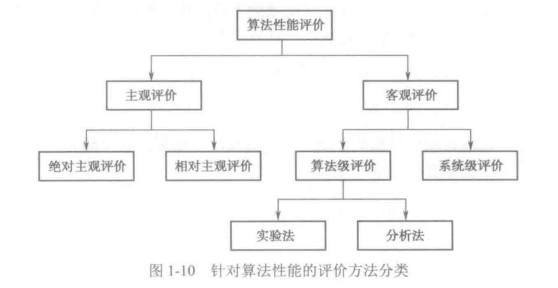 算法性能评价
主观评价
客观评价
绝对主观评价
相对主观评价
算法级评价
系统级评价
实验法
分析法
图 1-10 针对算法性能的评价方法分类